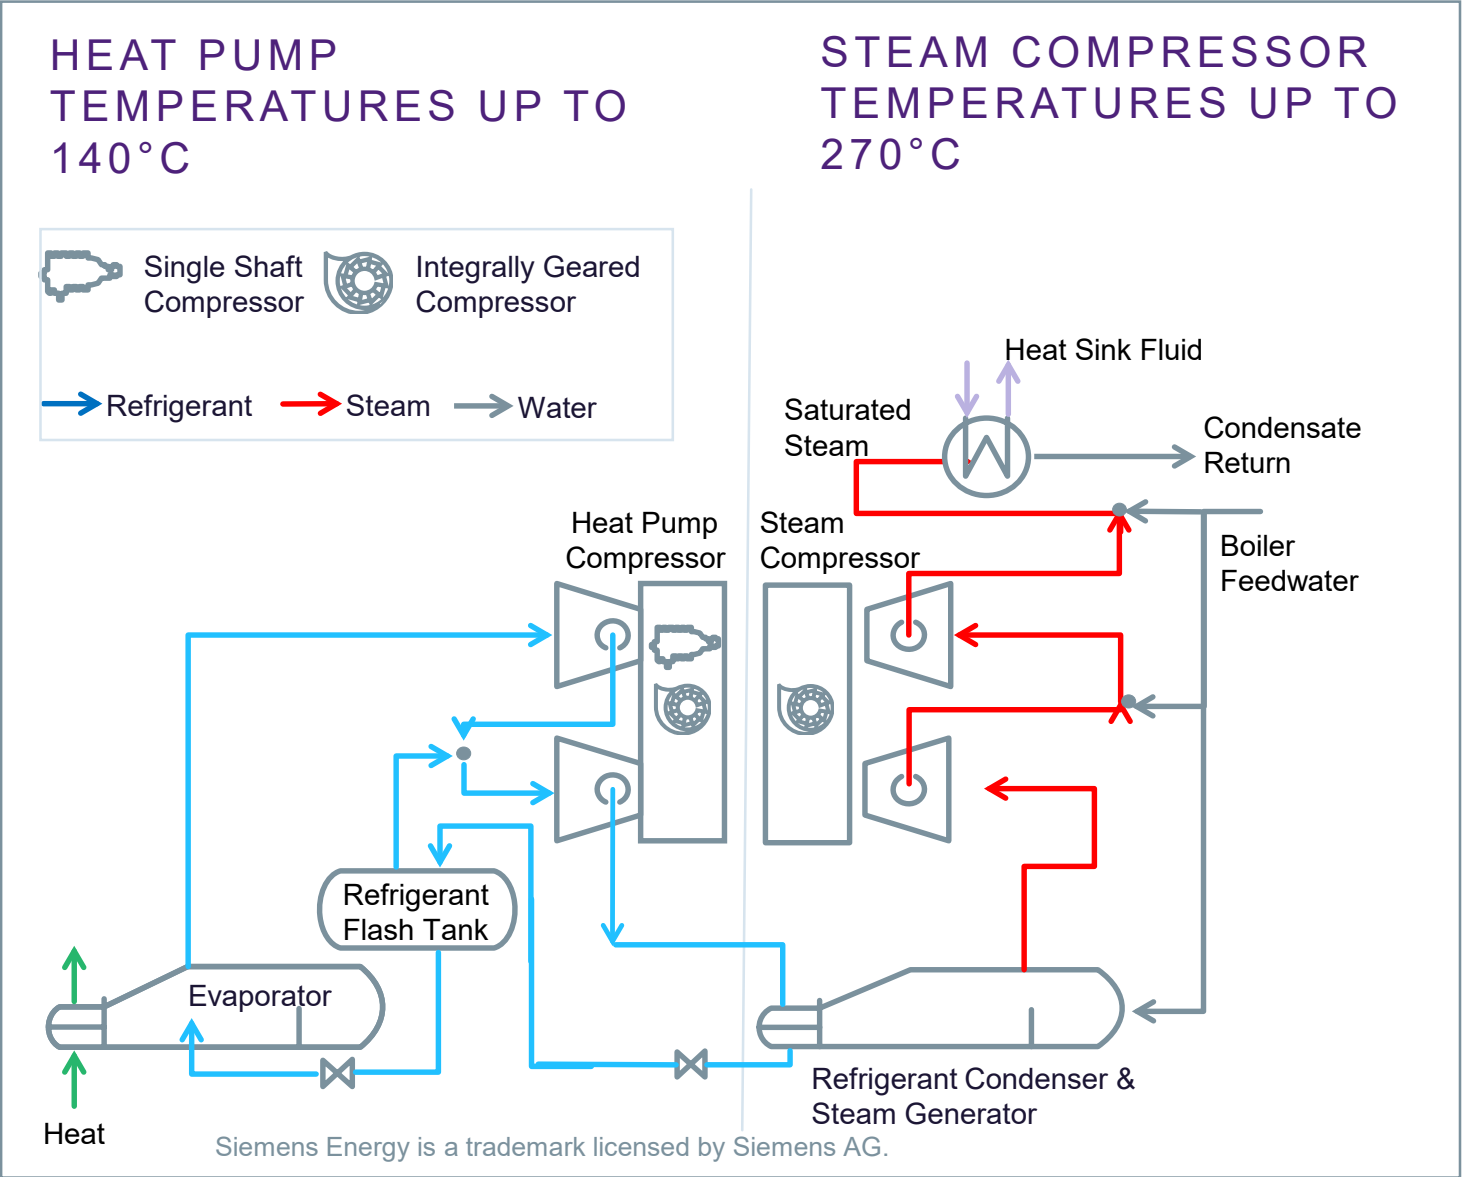 HEAT PUMP
TEMPERATURES UP TO
140°C
STEAM COMPRESSOR
TEMPERATURES UP TO
270°C
Single Shaft
Compressor
Integrally Geared
Compressor
Refrigerant
Steam
Water
Heat Sink Fluid
Saturated
Steam
Condensate
Return
Heat Pump
Compressor
Steam
Compressor
Boiler
Feedwater
Refrigerant
Flash Tank
Evaporator
Refrigerant Condenser &
Steam Generator
Heat
Siemens Energy is a trademark licensed by Siemens AG.